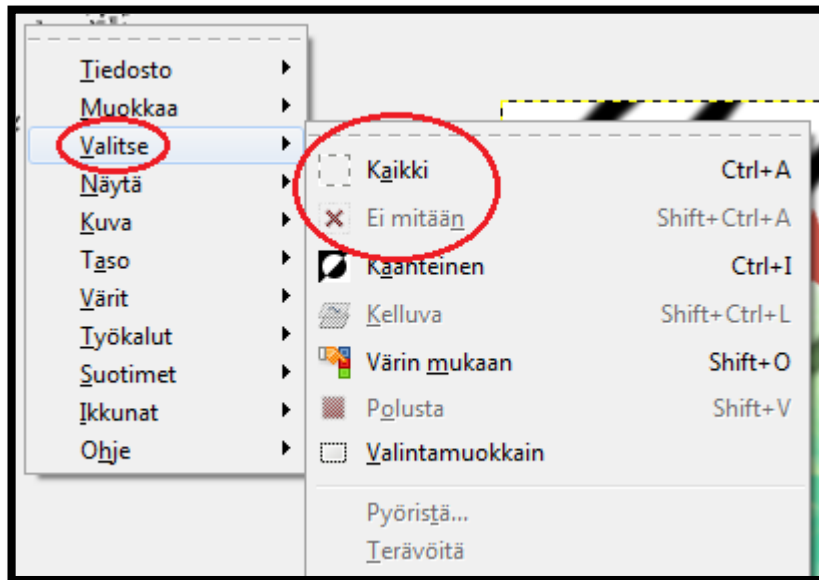 Tiedosto
Muokkaa
Valitse
Näytä
Kuva
Taso
Värit
Työkalut
Suotimet
Ikkunat
Ohje
Kaikki Ctrl+A
Ei mitään Shift+Ctrl+A
Käänteinen Ctrl+I
Kelluva Shift+Ctrl+L
Värin mukaan Shift+O
Polusta Shift+V
Valintamuokkain
Pyöristä...
Terävöitä